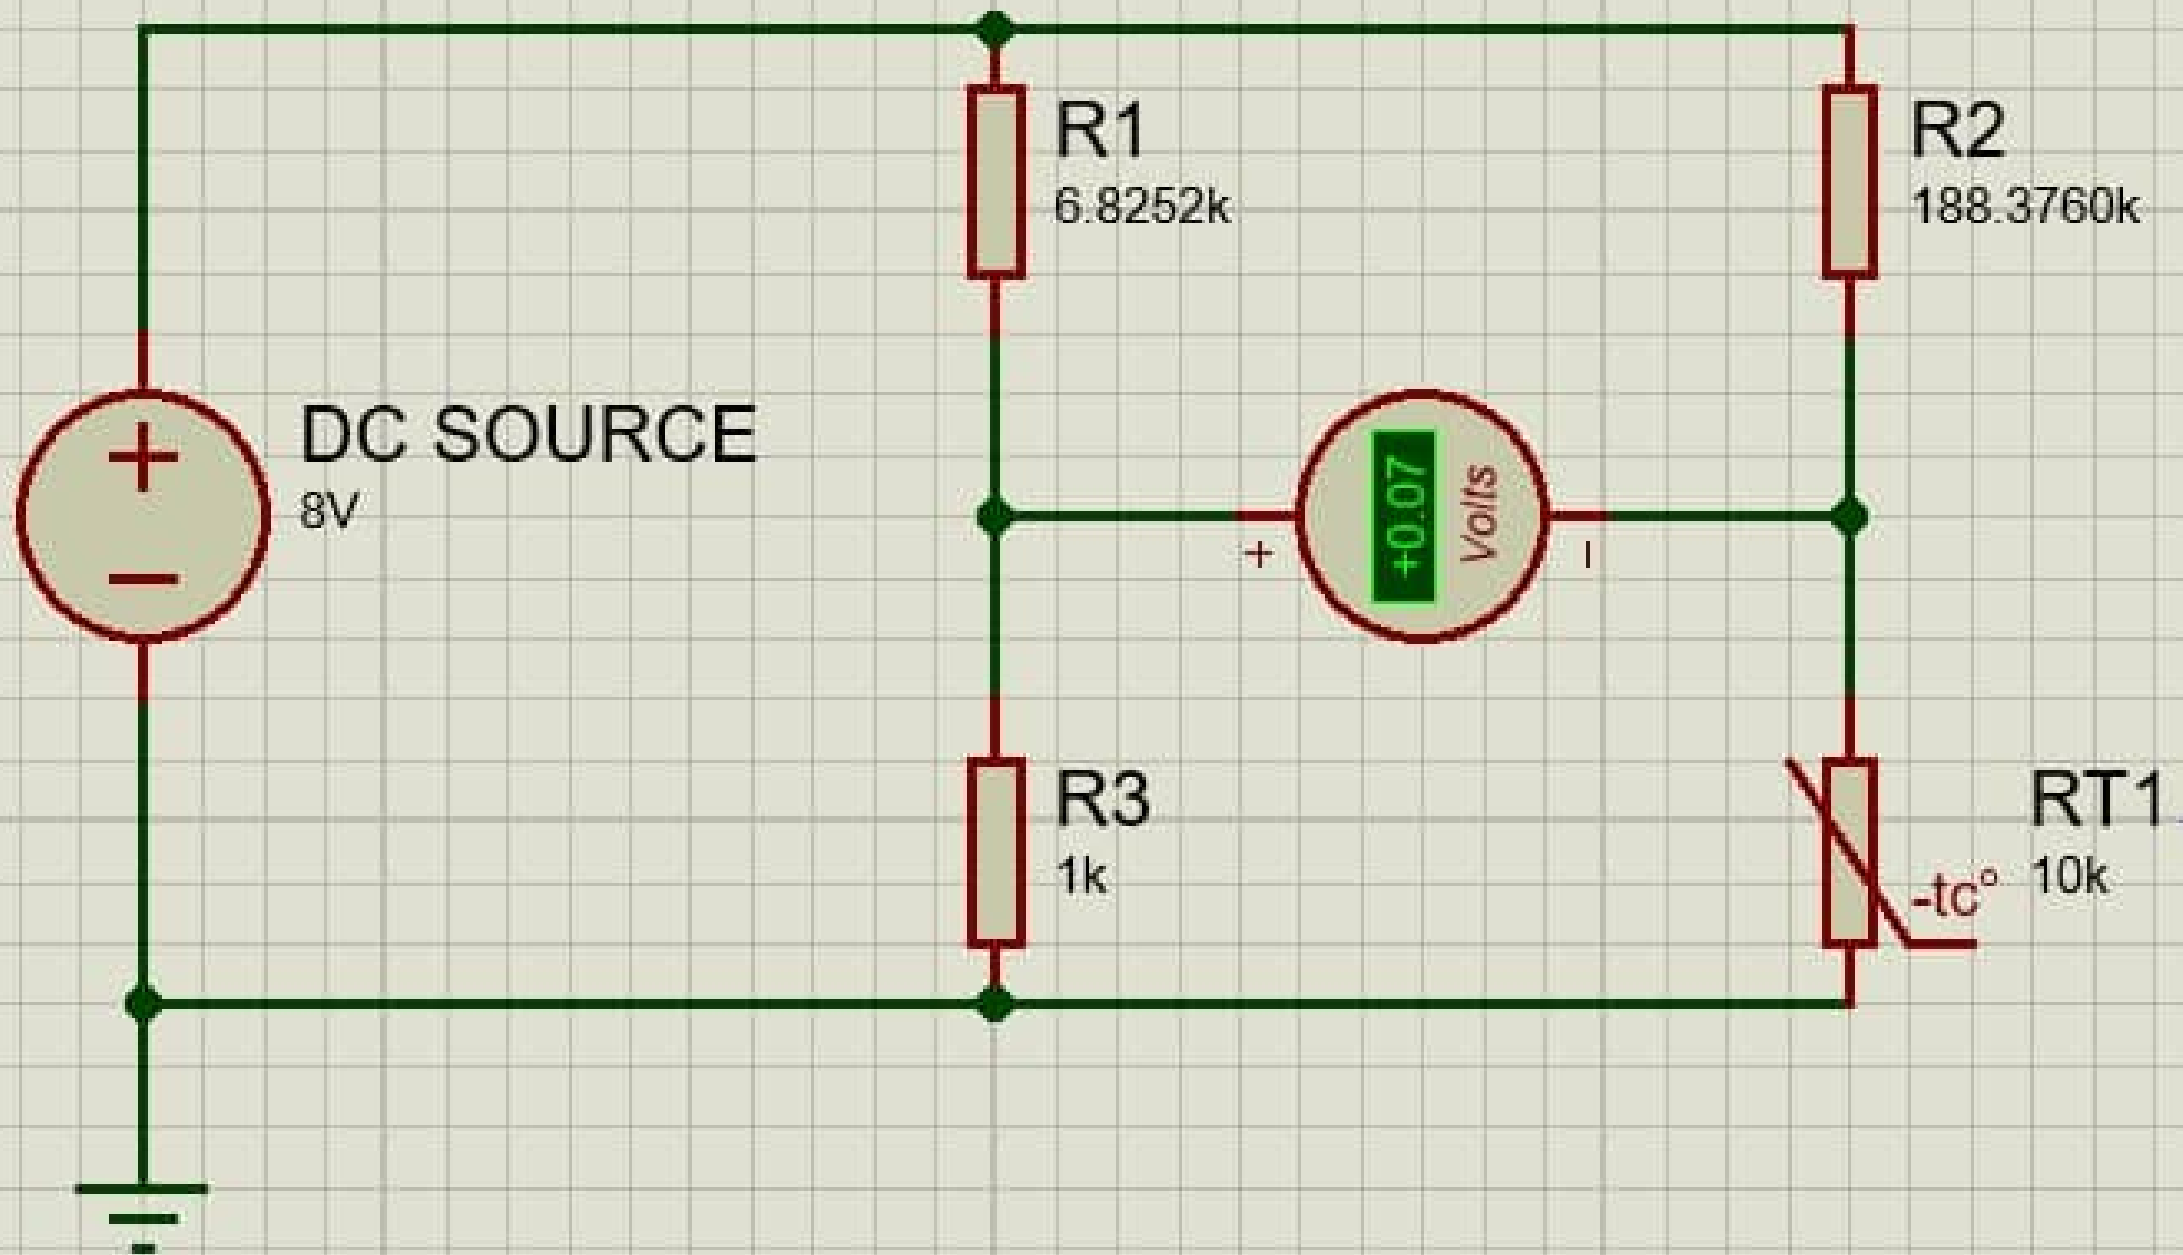 R1
6.8252k
R2
188.3760k
DC SOURCE
8V
+0.07
Volts
+
-
R3
1k
RT1
10k
-tc°